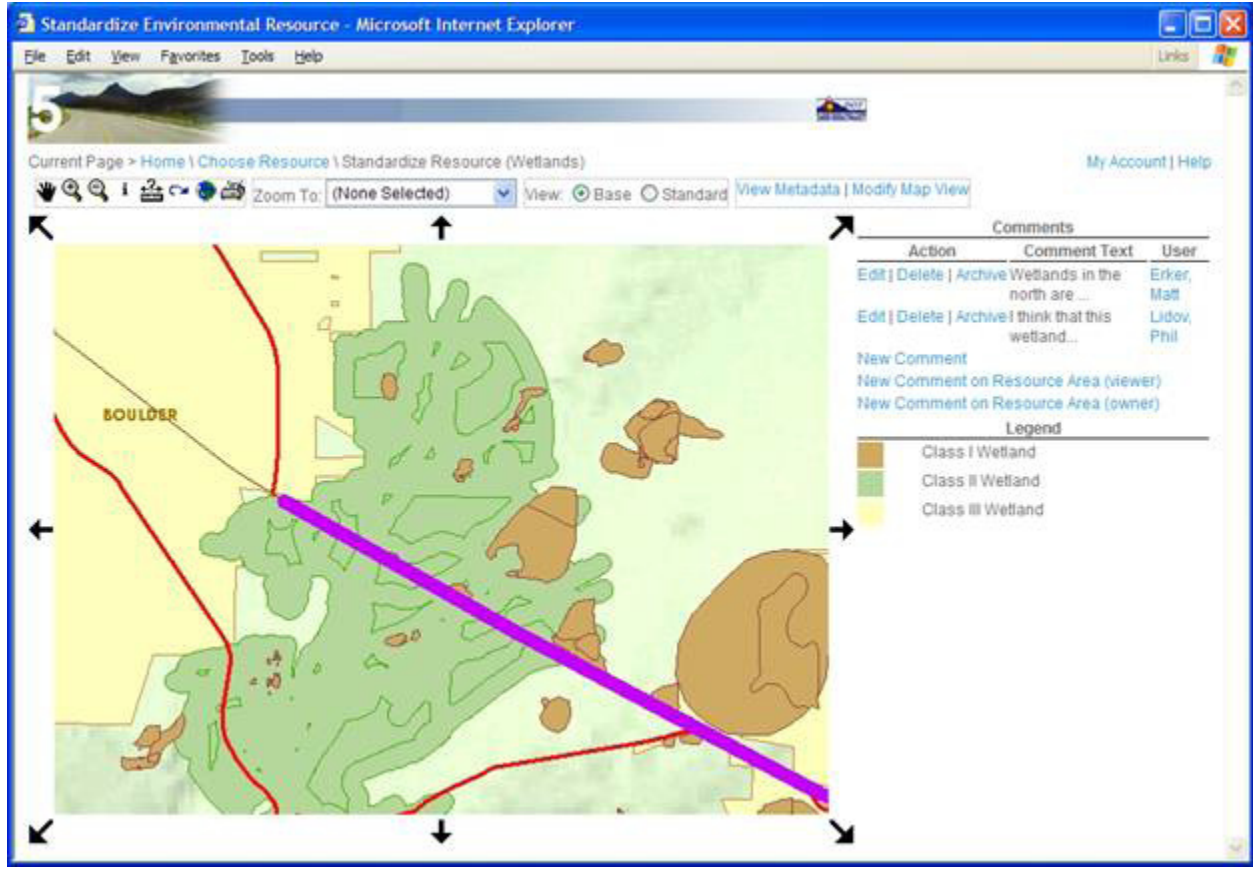 Standardize Environmental Resource - Microsoft Internet Explorer
File Edit View Favorites Tools Help Links
5
Current Page > Home \ Choose Resource \ Standardize Resource (Wetlands) My Account | Help
Zoom To: (None Selected) View: Base Standard View Metadata | Modify Map View
Comments
Action Comment Text User
Edit | Delete | Archive Wetlands in the north are ... Erker, Matt
Edit | Delete | Archive I think that this wetland... Lidov, Phil
New Comment
New Comment on Resource Area (viewer)
New Comment on Resource Area (owner)
Legend
Class I Wetland
Class II Wetland
Class III Wetland
BOULDER